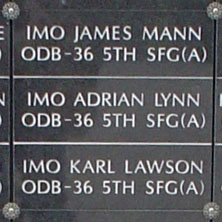 IMO JAMES MANN
ODB-36 5TH SFG(A)
IMO ADRIAN LYNN
ODB-36 5TH SFG(A)
IMO KARL LAWSON
ODB-36 5TH SFG(A)